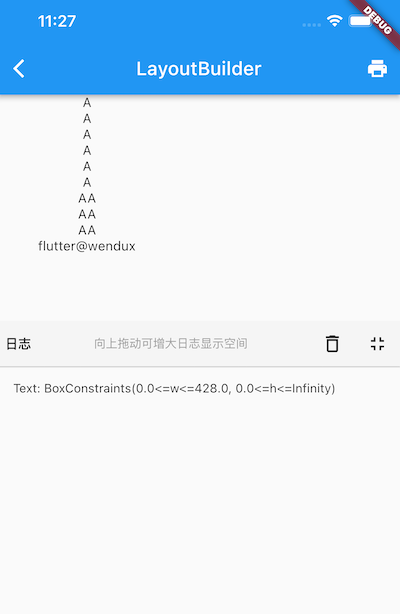 11:27
DEBUG
LayoutBuilder
A
A
A
A
A
A
AA
AA
AA
flutter@wendux
日志 向上拖动可增大日志显示空间
Text: BoxConstraints(0.0<=w<=428.0, 0.0<=h<=Infinity)